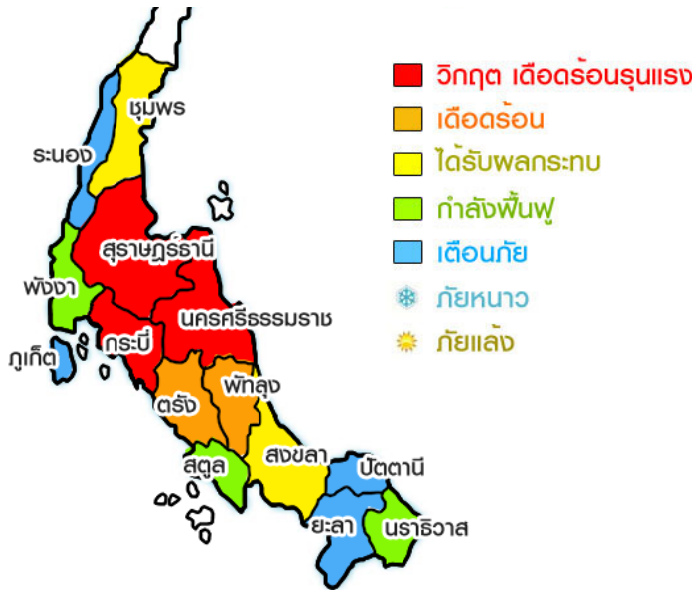 วิกฤต เดือดร้อนรุนแรง
เดือดร้อน
ได้รับผลกระทบ
กำลังฟื้นฟู
เตือนภัย
ภัยหนาว
ภัยแล้ง
ชุมพร
ระนอง
สุราษฎร์ธานี
พังงา
นครศรีธรรมราช
กระบี่
ภูเก็ต
พัทลุง
ตรัง
สงขลา
สตูล
ปัตตานี
ยะลา
นราธิวาส